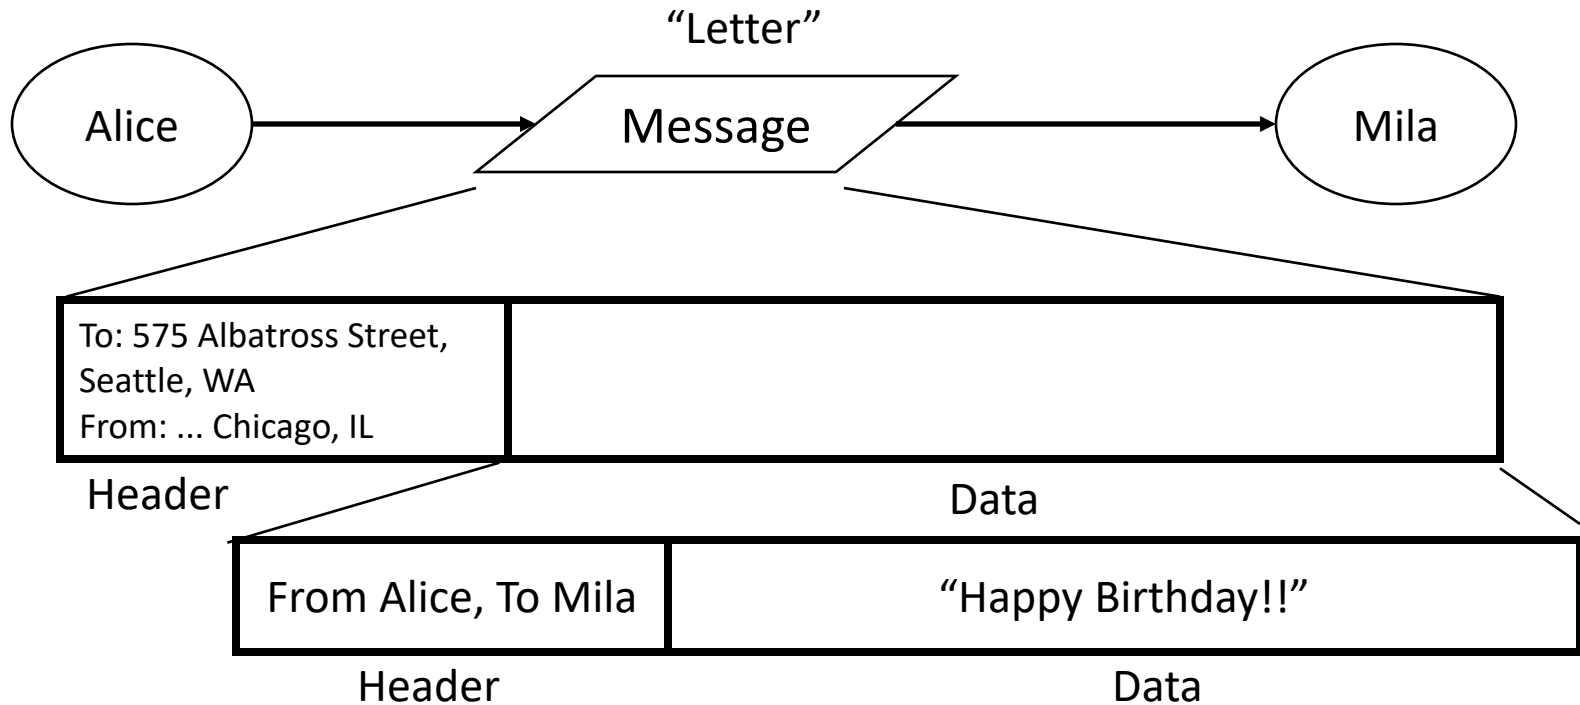 “Letter”
Alice
Message
Mila
To: 575 Albatross Street,
Seattle, WA
From: ... Chicago, IL
Header
Data
From Alice, To Mila
“Happy Birthday!!”
Header
Data